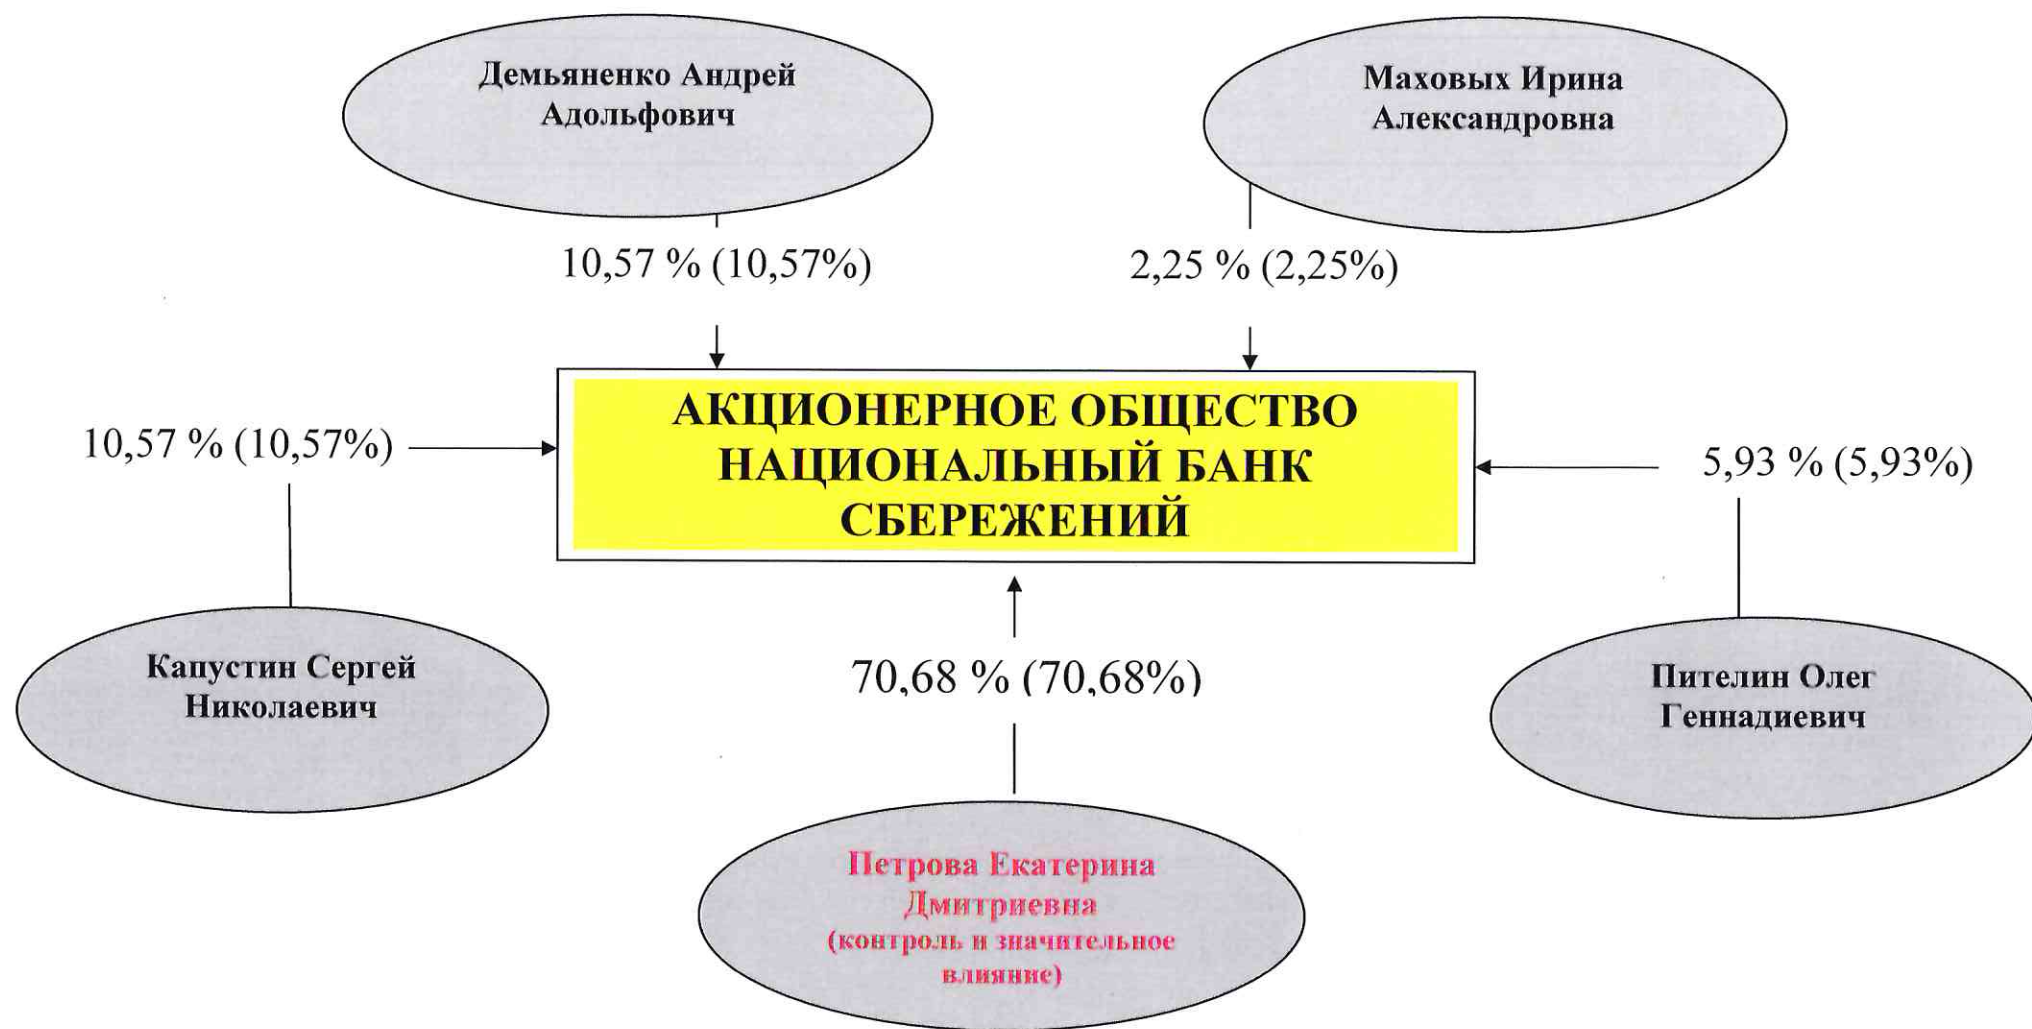 Демьяненко Андрей
Адольфович
Маховых Ирина
Александровна
10,57 % (10,57%)
2,25 % (2,25%)
АКЦИОНЕРНОЕ ОБЩЕСТВО
НАЦИОНАЛЬНЫЙ БАНК
СБЕРЕЖЕНИЙ
10,57 % (10,57%)
5,93 % (5,93%)
Капустин Сергей
Николаевич
70,68 % (70,68%)
Пителин Олег
Геннадиевич
Петрова Екатерина
Дмитриевна
(контроль и значительное
влияние)